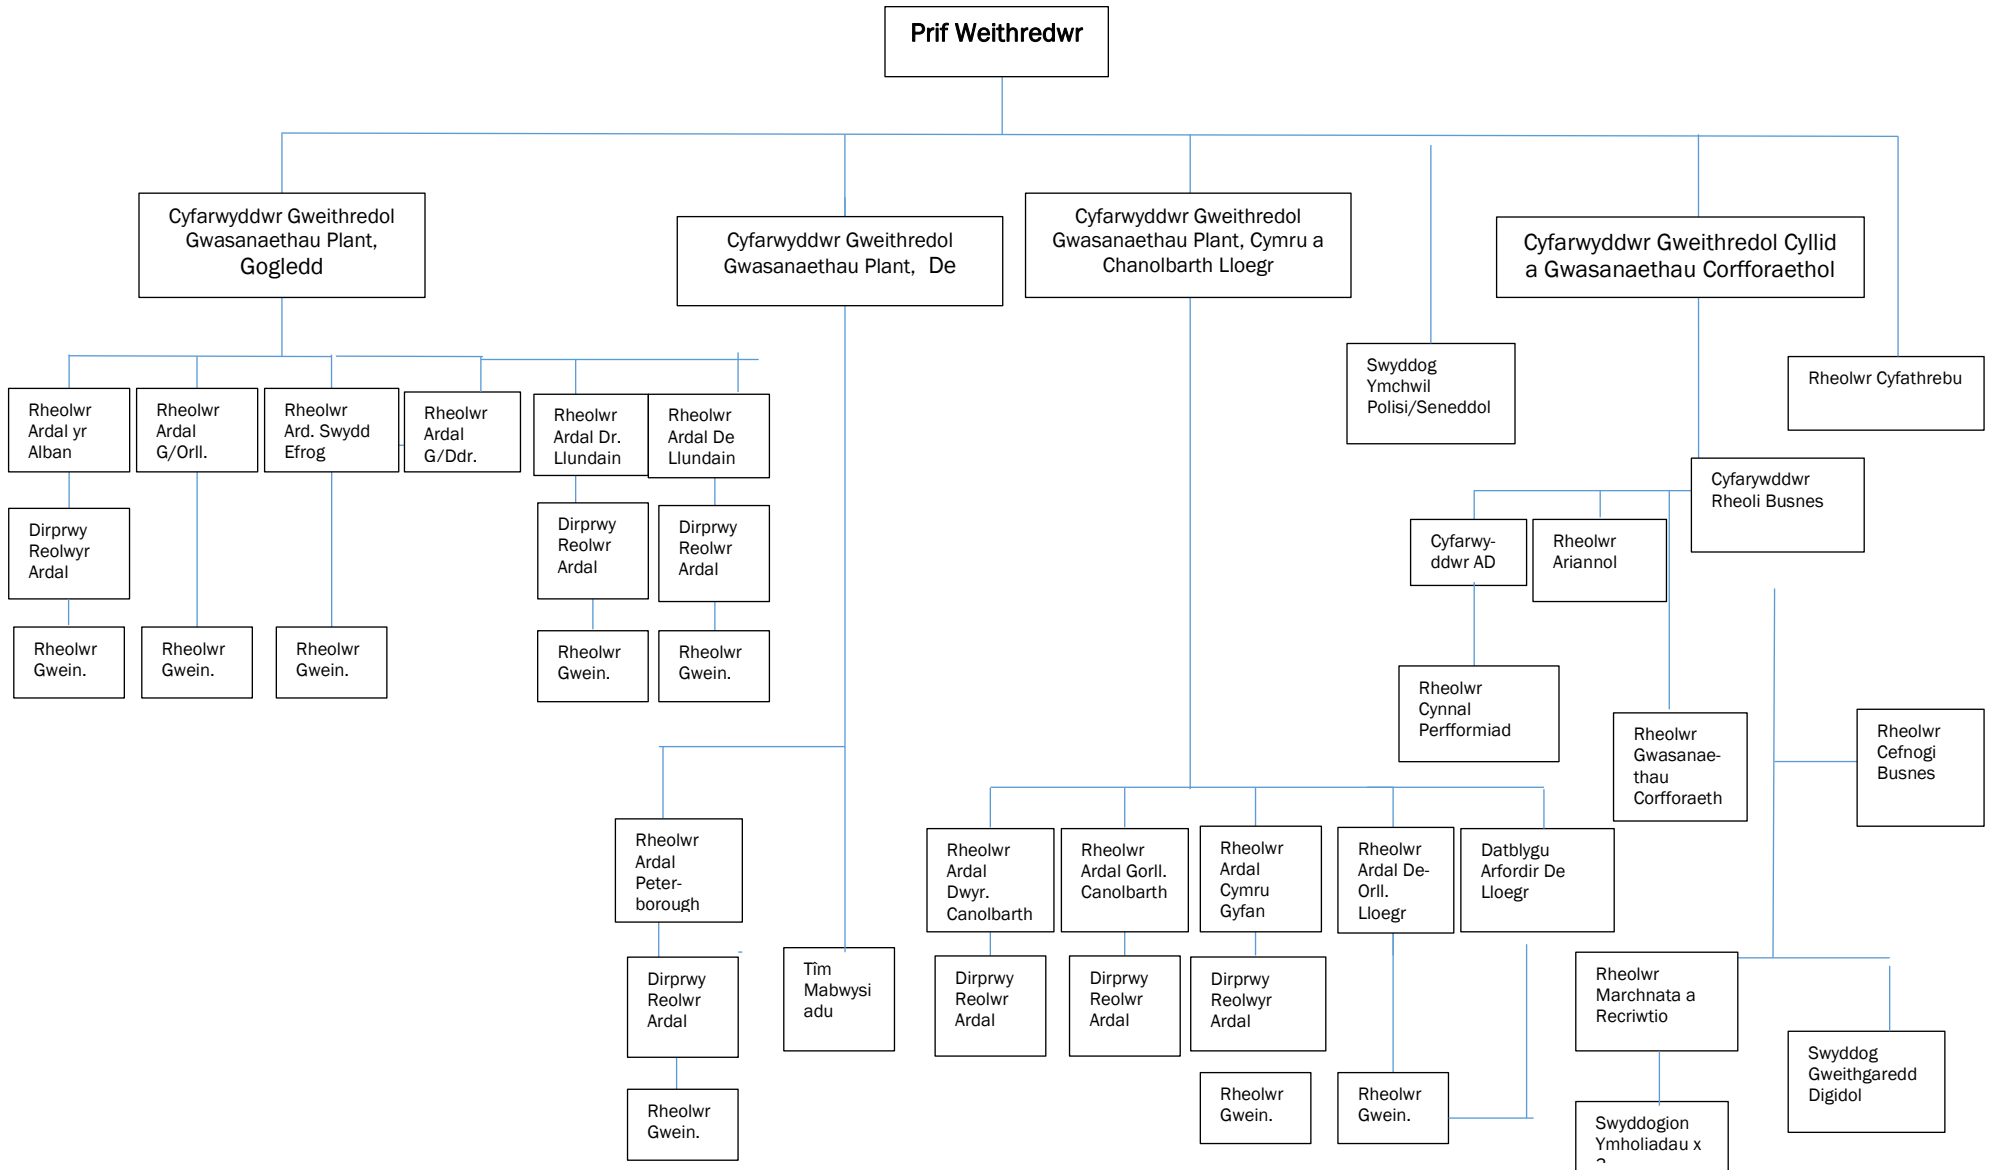 Prif Weithredwr
Cyfarwyddwr Gweithredol
Gwasanaethau Plant,
Gogledd
Cyfarwyddwr Gweithredol
Gwasanaethau Plant, De
Cyfarwyddwr Gweithredol
Gwasanaethau Plant, Cymru a
Chanolbarth Lloegr
Cyfarwyddwr Gweithredol Cyllid
a Gwasanaethau Corfforaethol
Swyddog
Ymchwil
Polisi/Seneddol
Rheolwr Cyfathrebu
Rheolwr
Ardal yr
Alban
Rheolwr
Ardal
G/Orll.
Rheolwr
Ard. Swydd
Efrog
Rheolwr
Ardal
G/Ddr.
Rheolwr
Ardal Dr.
Llundain
Rheolwr
Ardal De
Llundain
Cyfarywddwr
Rheoli Busnes
Dirprwy
Reolwyr
Ardal
Dirprwy
Reolwr
Ardal
Dirprwy
Reolwr
Ardal
Cyfarwy-
ddwr AD
Rheolwr
Ariannol
Rheolwr
Gwein.
Rheolwr
Gwein.
Rheolwr
Gwein.
Rheolwr
Gwein.
Rheolwr
Gwein.
Rheolwr
Cynnal
Perfformiad
Rheolwr
Gwasanae-
thau
Corfforaeth
Rheolwr
Cefnogi
Busnes
Rheolwr
Ardal
Peter-
borough
Rheolwr
Ardal
Dwyr.
Canolbarth
Rheolwr
Ardal Gorll.
Canolbarth
Rheolwr
Ardal
Cymru
Gyfan
Rheolwr
Ardal De-
Orll.
Lloegr
Datblygu
Arfordir De
Lloegr
Dirprwy
Reolwr
Ardal
Tîm
Mabwysi
adu
Dirprwy
Reolwr
Ardal
Dirprwy
Reolwr
Ardal
Dirprwy
Reolwyr
Ardal
Rheolwr
Marchnata a
Recriwtio
Swyddog
Gweithgaredd
Digidol
Rheolwr
Gwein.
Rheolwr
Gwein.
Rheolwr
Gwein.
Swyddogion
Ymholiadau x